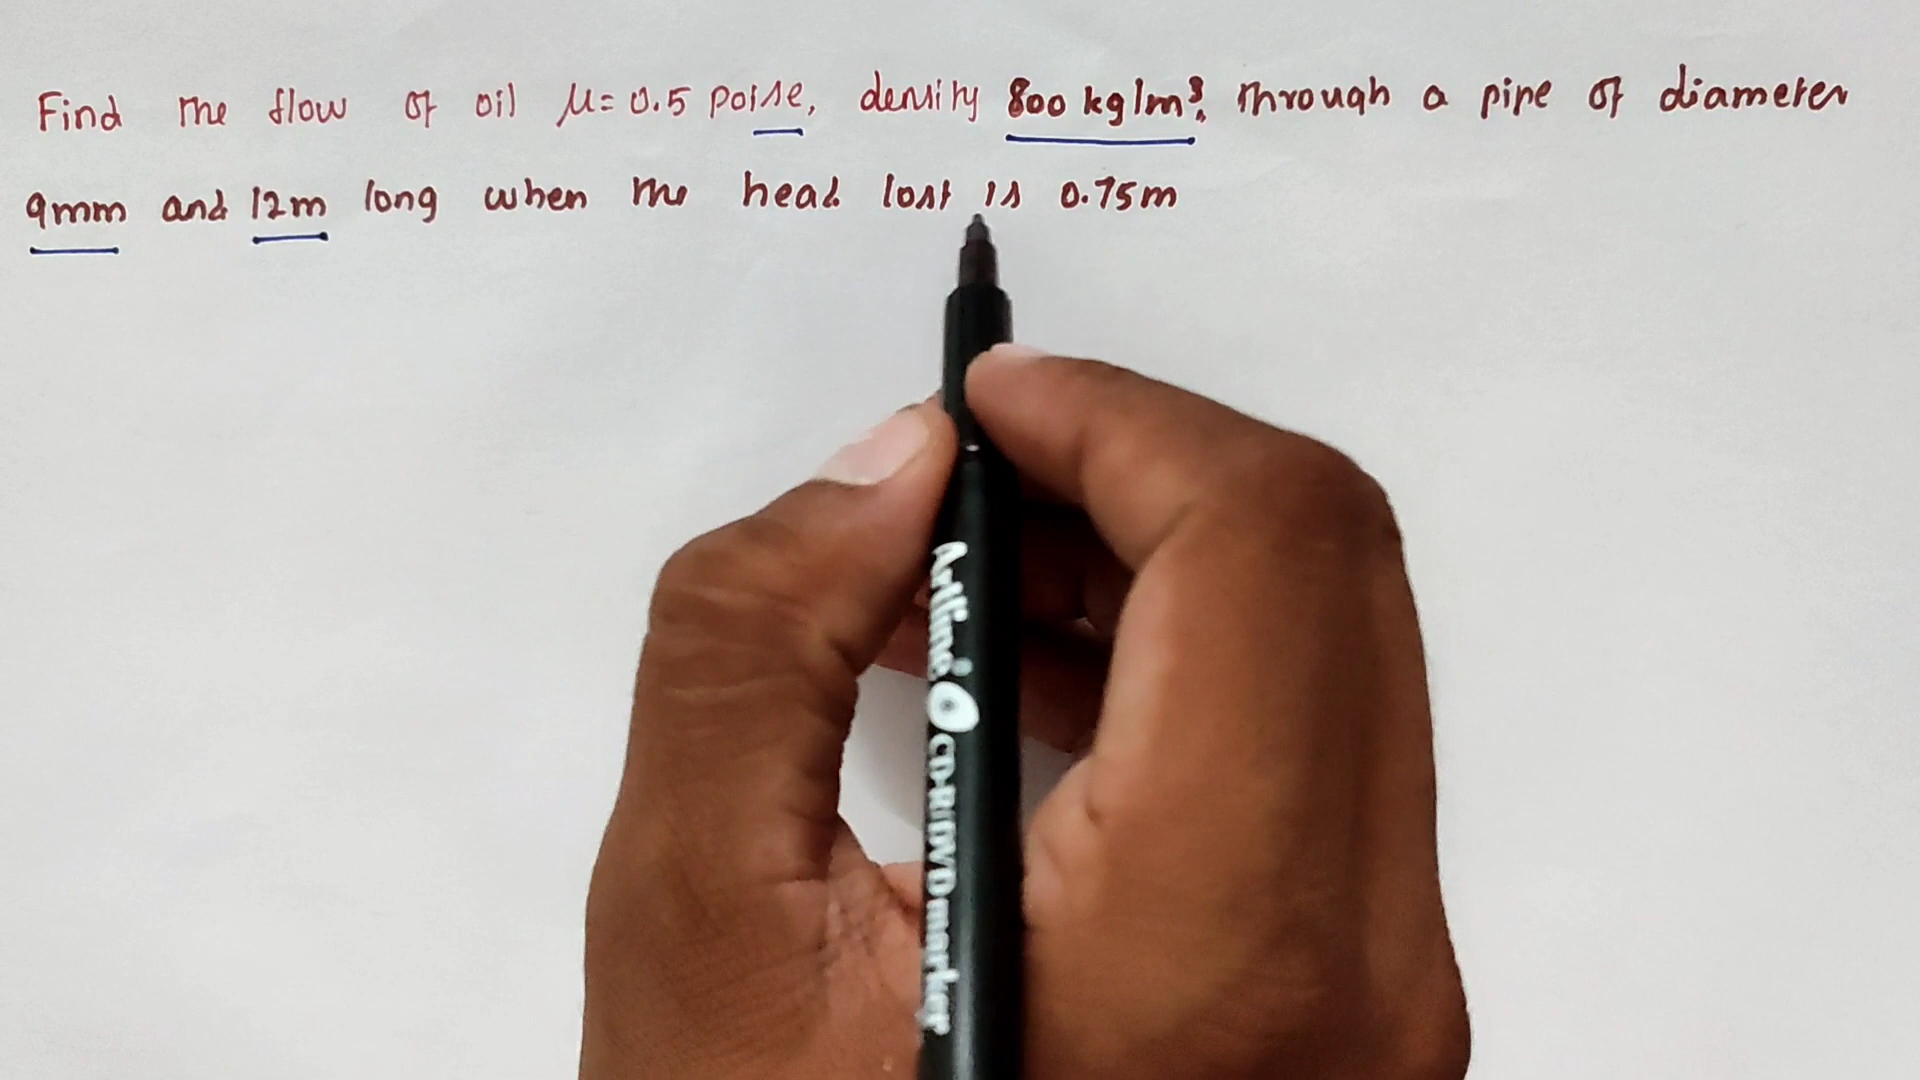 Find the flow of oil μ= 0.5 poise, density 800 kg/m³, through a pipe of diameter
9mm and 12m long when the head lost is 0.75m
Artline CD-R/DVD marker